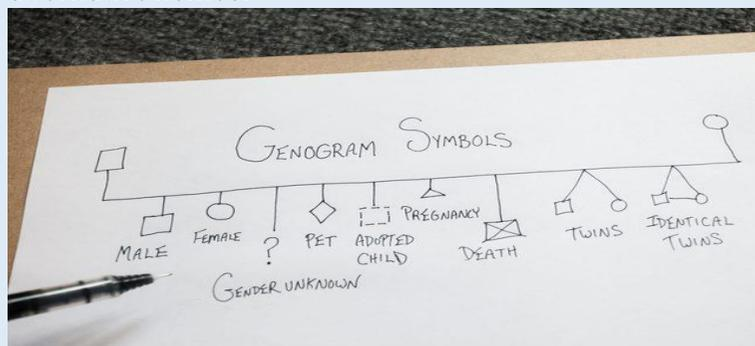 GENOGRAM SYMBOLS
MALE
FEMALE
?
GENDER UNKNOWN
PET
ADOPTED
CHILD
PREGNANCY
DEATH
TWINS
IDENTICAL
TWINS